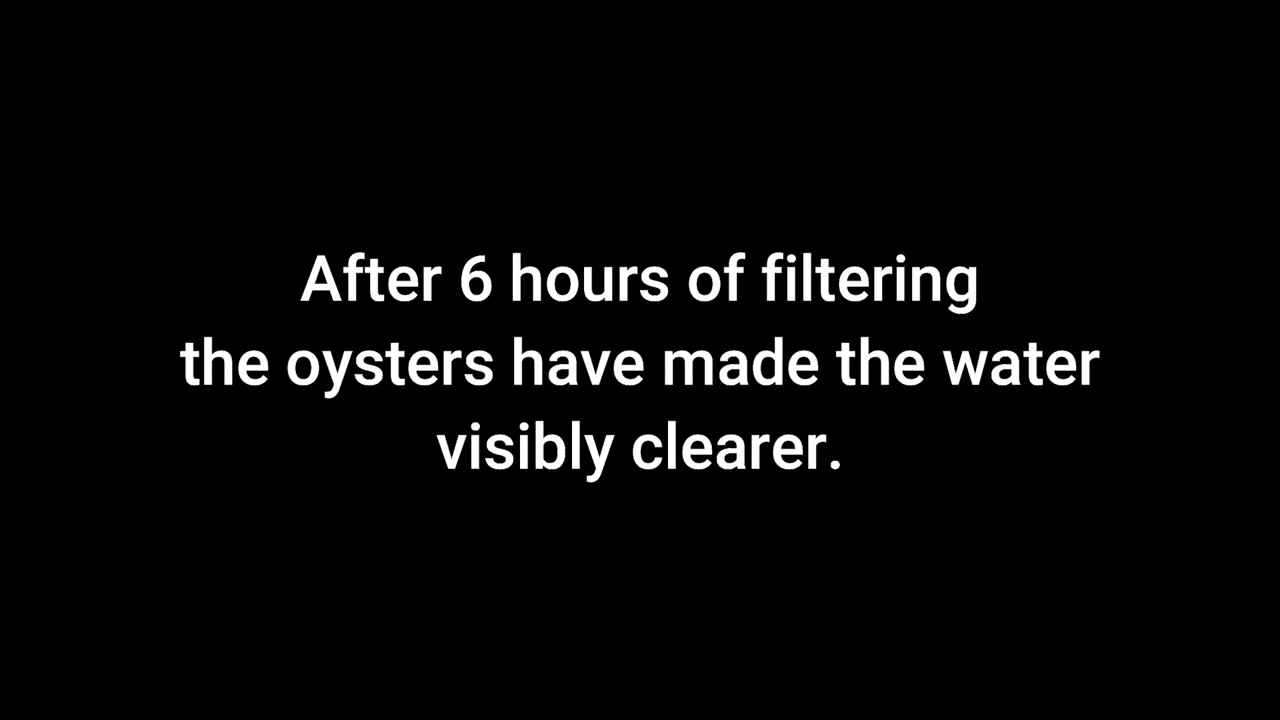 After 6 hours of filtering
the oysters have made the water
visibly clearer.